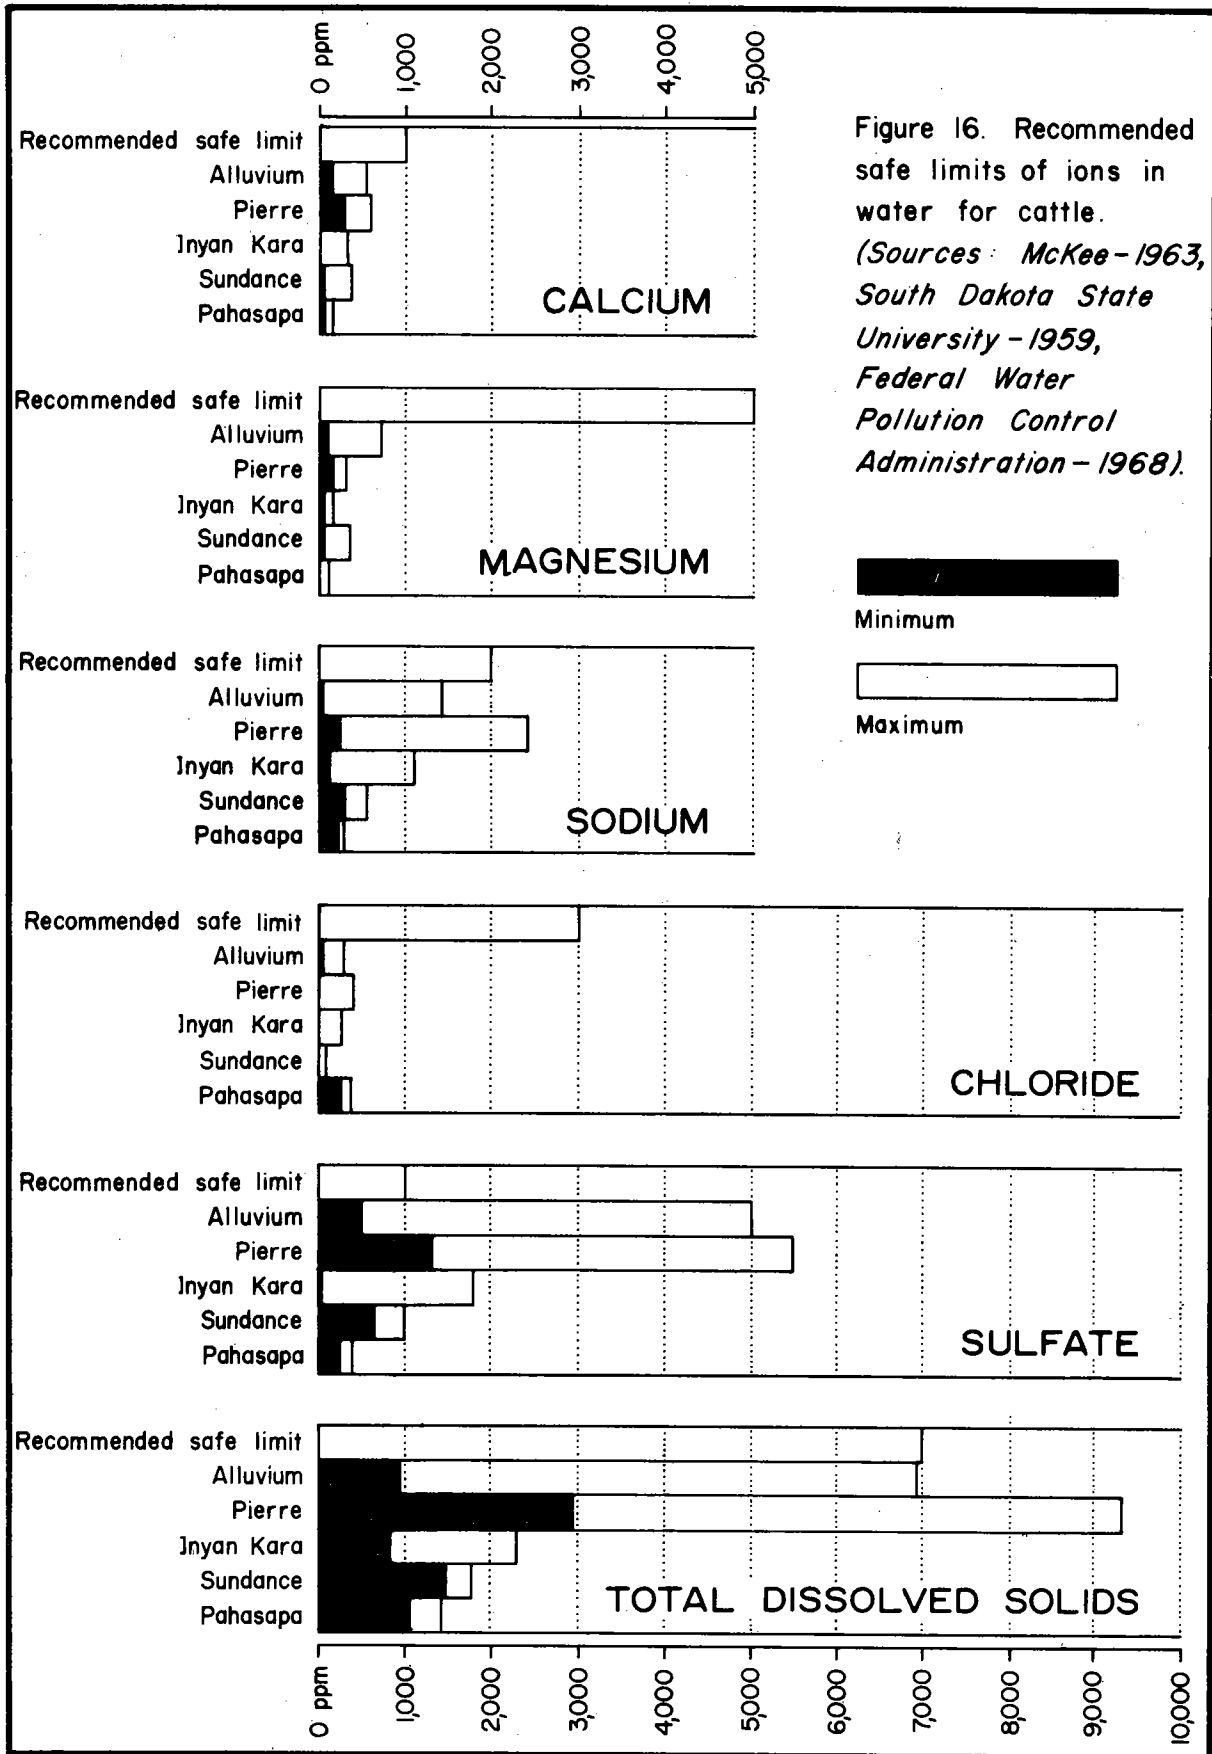 0 ppm
1,000
2,000
3,000
4,000
5,000
Figure 16. Recommended
safe limits of ions in
water for cattle.
(Sources: McKee-1963,
South Dakota State
University-1959,
Federal Water
Pollution Control
Administration-1968).
Minimum
Maximum
Recommended safe limit
Alluvium
Pierre
Inyan Kara
Sundance
Pahasapa
CALCIUM
Recommended safe limit
Alluvium
Pierre
Inyan Kara
Sundance
Pahasapa
MAGNESIUM
Recommended safe limit
Alluvium
Pierre
Inyan Kara
Sundance
Pahasapa
SODIUM
Recommended safe limit
Alluvium
Pierre
Inyan Kara
Sundance
Pahasapa
CHLORIDE
Recommended safe limit
Alluvium
Pierre
Inyan Kara
Sundance
Pahasapa
SULFATE
Recommended safe limit
Alluvium
Pierre
Inyan Kara
Sundance
Pahasapa
TOTAL DISSOLVED SOLIDS
0 ppm
1,000
2,000
3,000
4,000
5,000
6,000
7,000
8,000
9,000
10,000